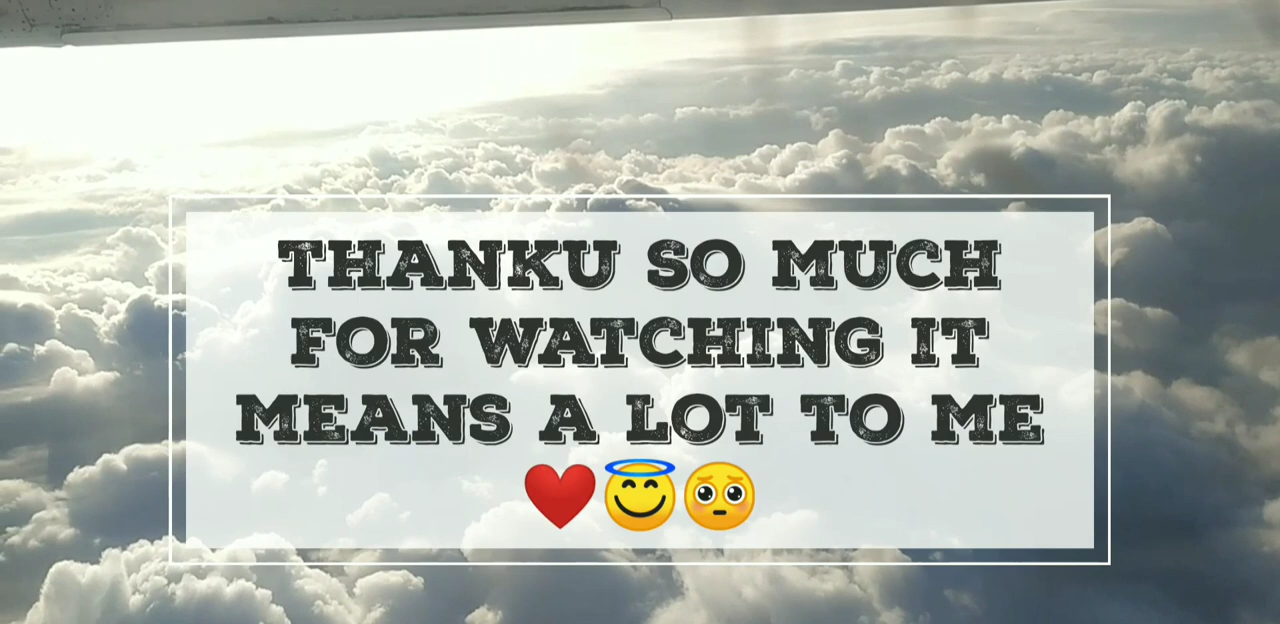 THANKU SO MUCH
FOR WATCHING IT
MEANS A LOT TO ME
❤️😇🥺